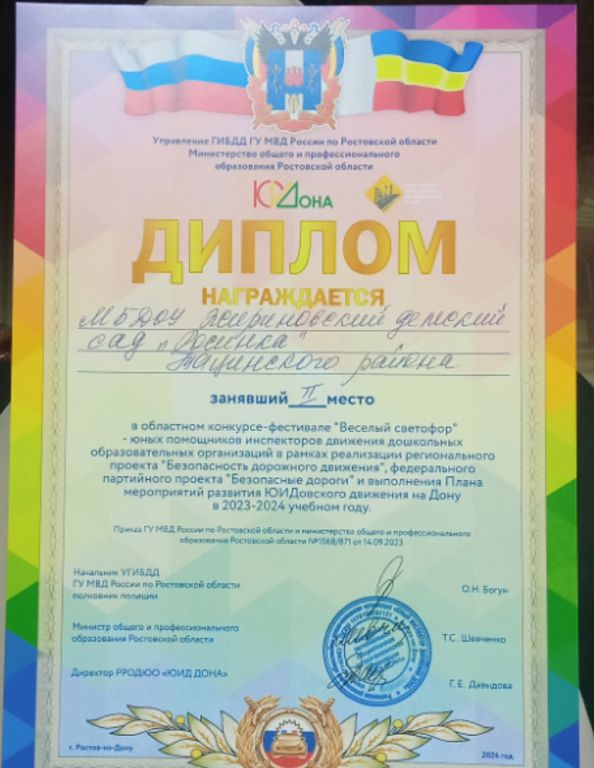 Управление ГИБДД ГУ МВД России по Ростовской области
Министерство общего и профессионального
образования Ростовской области
ЮИДОНА
ДИПЛОМ
НАГРАЖДАЕТСЯ
МБДОУ Жирновский детский
сад „Росинка"
Тацинского района
занявший II место
в областном конкурсе-фестивале "Веселый светофор"
- юных помощников инспекторов движения дошкольных
образовательных организаций в рамках реализации регионального
проекта "Безопасность дорожного движения", федерального
партийного проекта "Безопасные дороги" и выполнения Плана
мероприятий развития ЮИДовского движения на Дону
в 2023-2024 учебном году.
Приказ ГУ МВД России по Ростовской области и министерства общего и профессионального
образования Ростовской области №1568/871 от 14.09.2023
Начальник УГИБДД
ГУ МВД России по Ростовской области
полковник полиции
О.Н. Богун
Министр общего и профессионального
образования Ростовской области
Т.С. Шевченко
Директор РРОДЮО «ЮИД ДОНА»
Г.Е. Давыдова
г. Ростов-на-Дону
2024 год